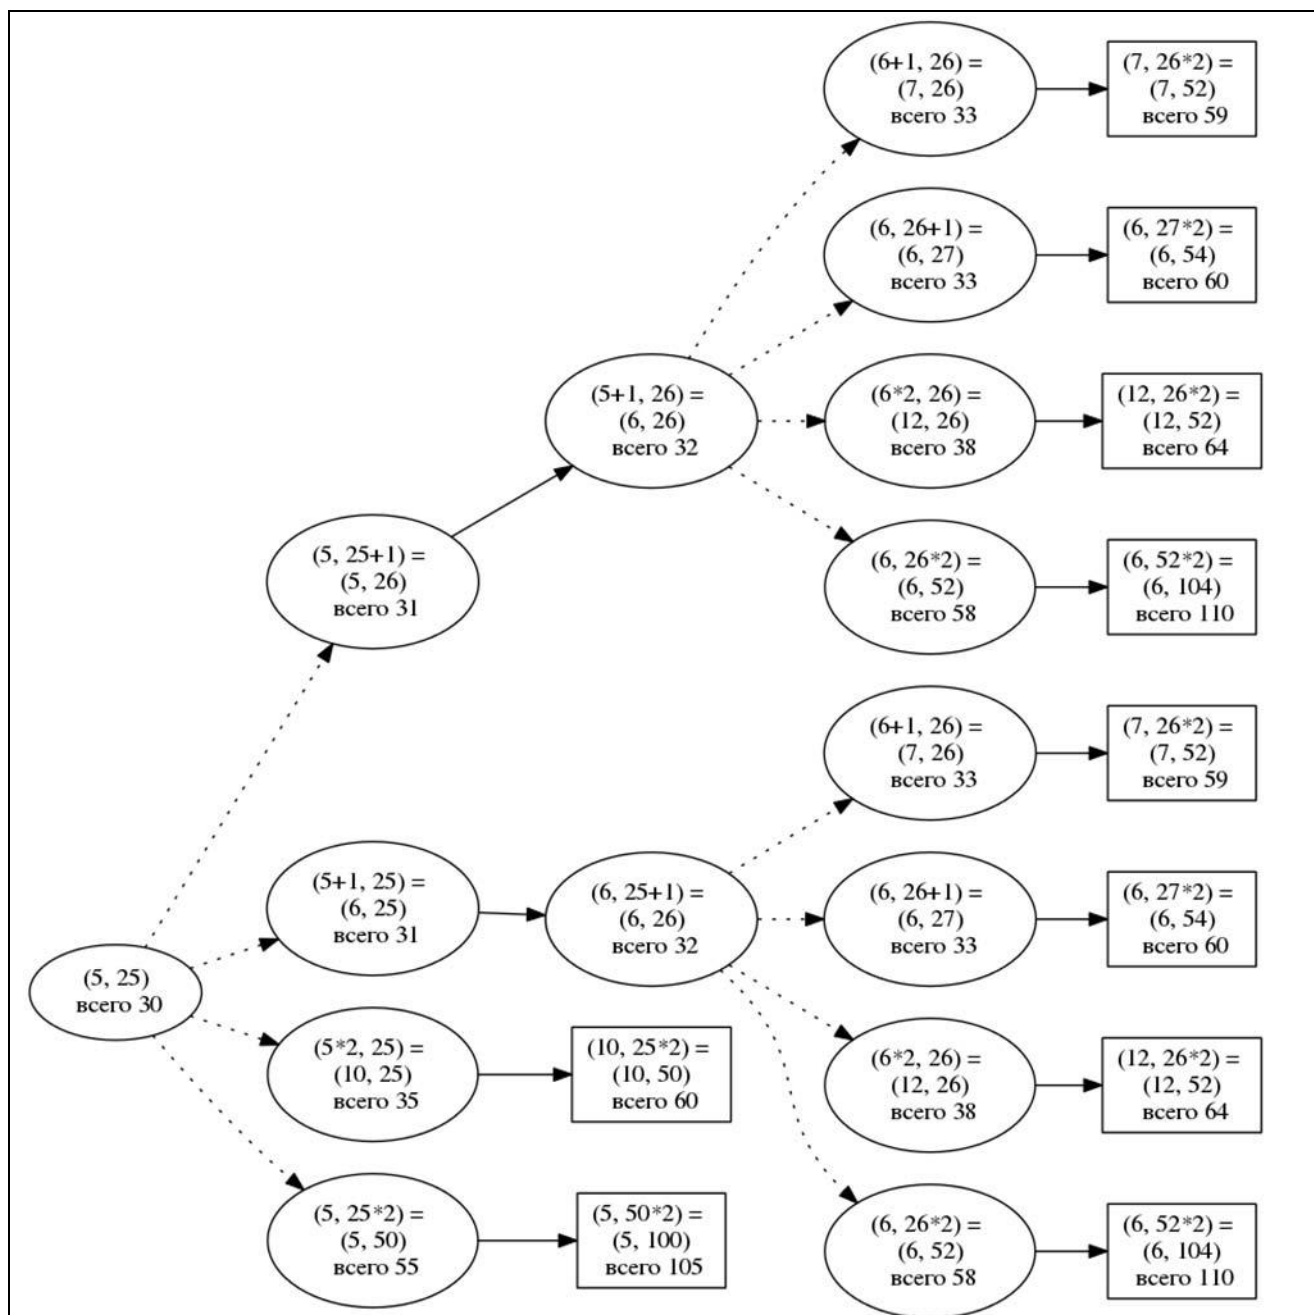 (6+1, 26) =
(7, 26)
всего 33
(7, 26*2) =
(7, 52)
всего 59
(6, 26+1) =
(6, 27)
всего 33
(6, 27*2) =
(6, 54)
всего 60
(5+1, 26) =
(6, 26)
всего 32
(6*2, 26) =
(12, 26)
всего 38
(12, 26*2) =
(12, 52)
всего 64
(5, 25+1) =
(5, 26)
всего 31
(6, 26*2) =
(6, 52)
всего 58
(6, 52*2) =
(6, 104)
всего 110
(6+1, 26) =
(7, 26)
всего 33
(7, 26*2) =
(7, 52)
всего 59
(5+1, 25) =
(6, 25)
всего 31
(6, 25+1) =
(6, 26)
всего 32
(6, 26+1) =
(6, 27)
всего 33
(6, 27*2) =
(6, 54)
всего 60
(5, 25)
всего 30
(5*2, 25) =
(10, 25)
всего 35
(10, 25*2) =
(10, 50)
всего 60
(6*2, 26) =
(12, 26)
всего 38
(12, 26*2) =
(12, 52)
всего 64
(5, 25*2) =
(5, 50)
всего 55
(5, 50*2) =
(5, 100)
всего 105
(6, 26*2) =
(6, 52)
всего 58
(6, 52*2) =
(6, 104)
всего 110